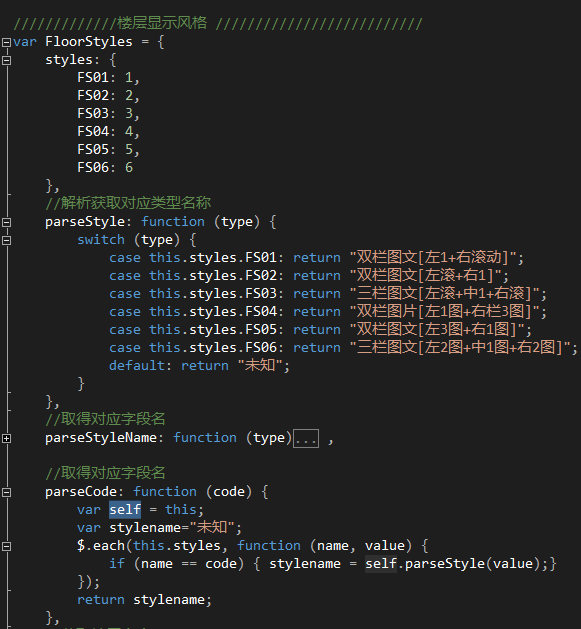 /////////////楼层显示风格 //////////////////////////
var FloorStyles = {
styles: {
FS01: 1,
FS02: 2,
FS03: 3,
FS04: 4,
FS05: 5,
FS06: 6
},
//解析获取对应类型名称
parseStyle: function (type) {
switch (type) {
case this.styles.FS01: return "双栏图文[左1+右滚动]";
case this.styles.FS02: return "双栏图文[左滚+右1]";
case this.styles.FS03: return "三栏图文[左滚+中1+右滚]";
case this.styles.FS04: return "双栏图片[左1图+右栏3图]";
case this.styles.FS05: return "双栏图文[左3图+右1图]";
case this.styles.FS06: return "三栏图文[左2图+中1图+右2图]";
default: return "未知";
}
},
//取得对应字段名
parseStyleName: function (type)... ,
//取得对应字段名
parseCode: function (code) {
var self = this;
var stylename="未知";
$.each(this.styles, function (name, value) {
if (name == code) { stylename = self.parseStyle(value);}
});
return stylename;
},